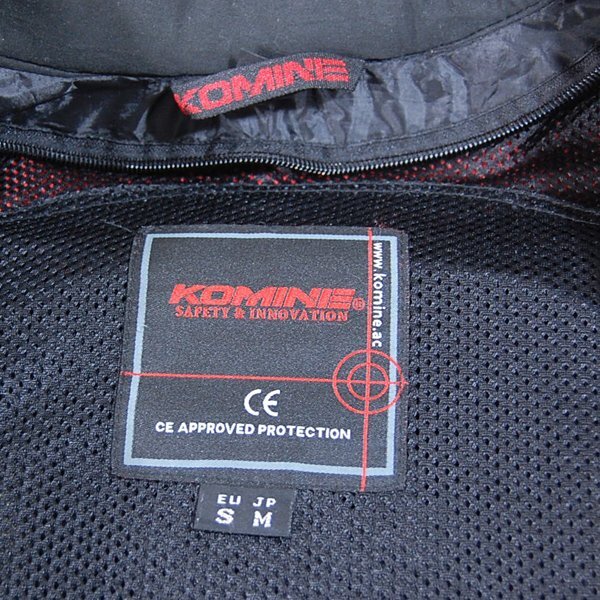 KOMINE
KOMINE®
SAFETY & INNOVATION
www.komine.ac
CE
CE APPROVED PROTECTION
EU JP
S M